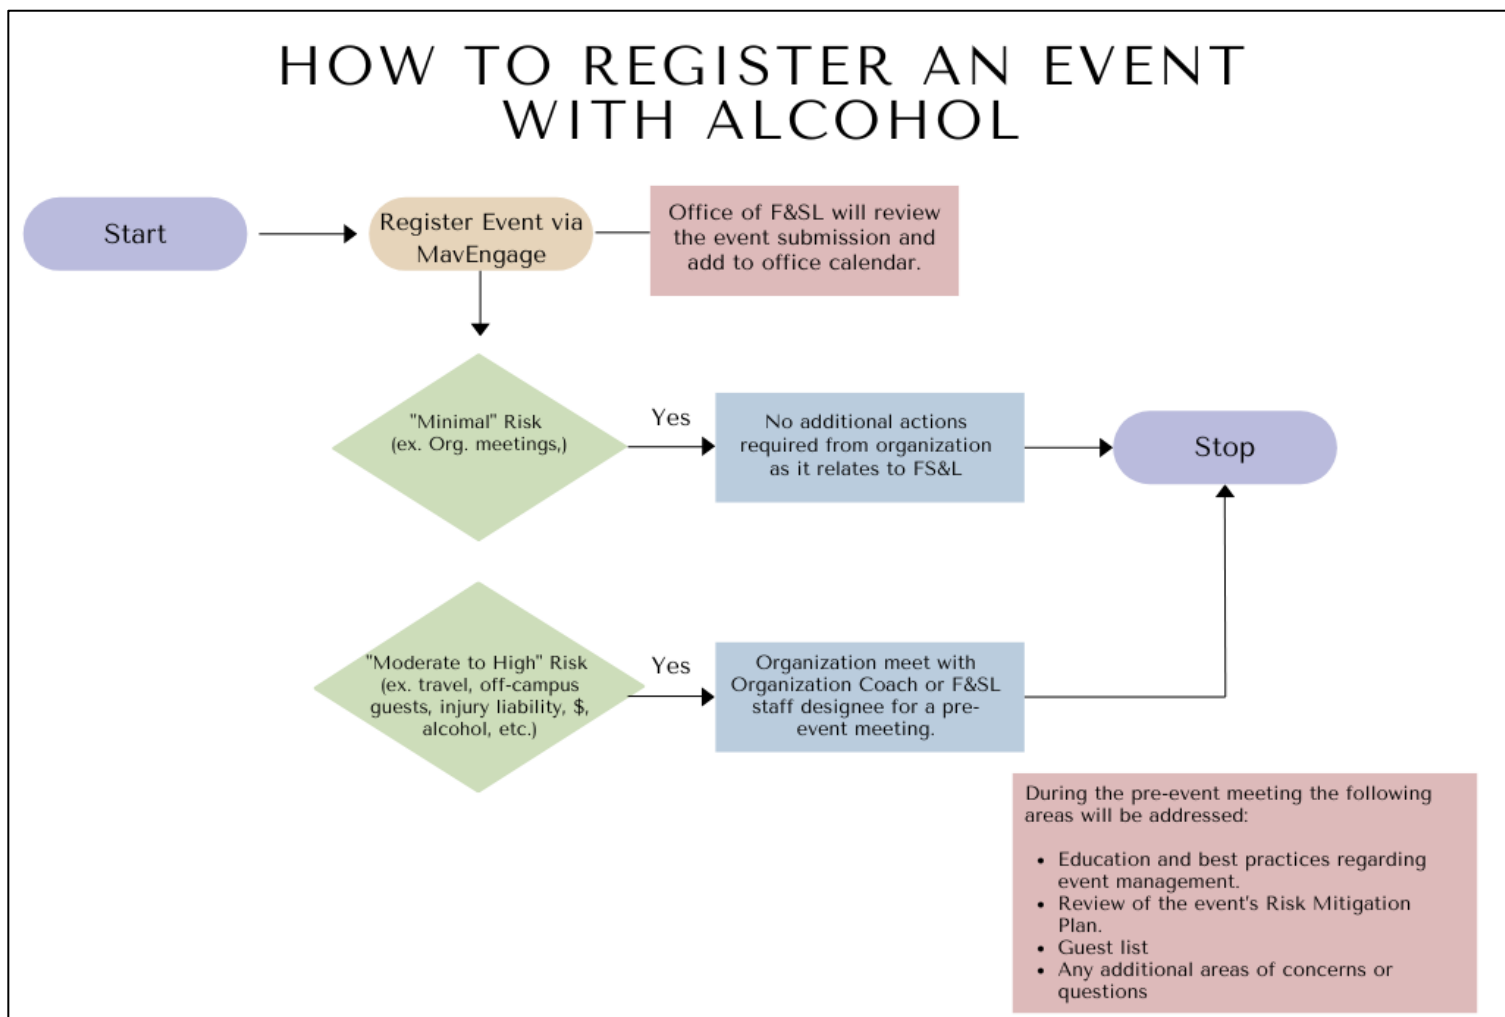 HOW TO REGISTER AN EVENT
WITH ALCOHOL
Start
Register Event via
MavEngage
Office of F&SL will review
the event submission and
add to office calendar.
"Minimal" Risk
(ex. Org. meetings,)
Yes
No additional actions
required from organization
as it relates to FS&L
Stop
"Moderate to High" Risk
(ex. travel, off-campus
guests, injury liability, $,
alcohol, etc.)
Yes
Organization meet with
Organization Coach or F&SL
staff designee for a pre-
event meeting.
During the pre-event meeting the following
areas will be addressed:
• Education and best practices regarding
event management.
• Review of the event's Risk Mitigation
Plan.
• Guest list
• Any additional areas of concerns or
questions